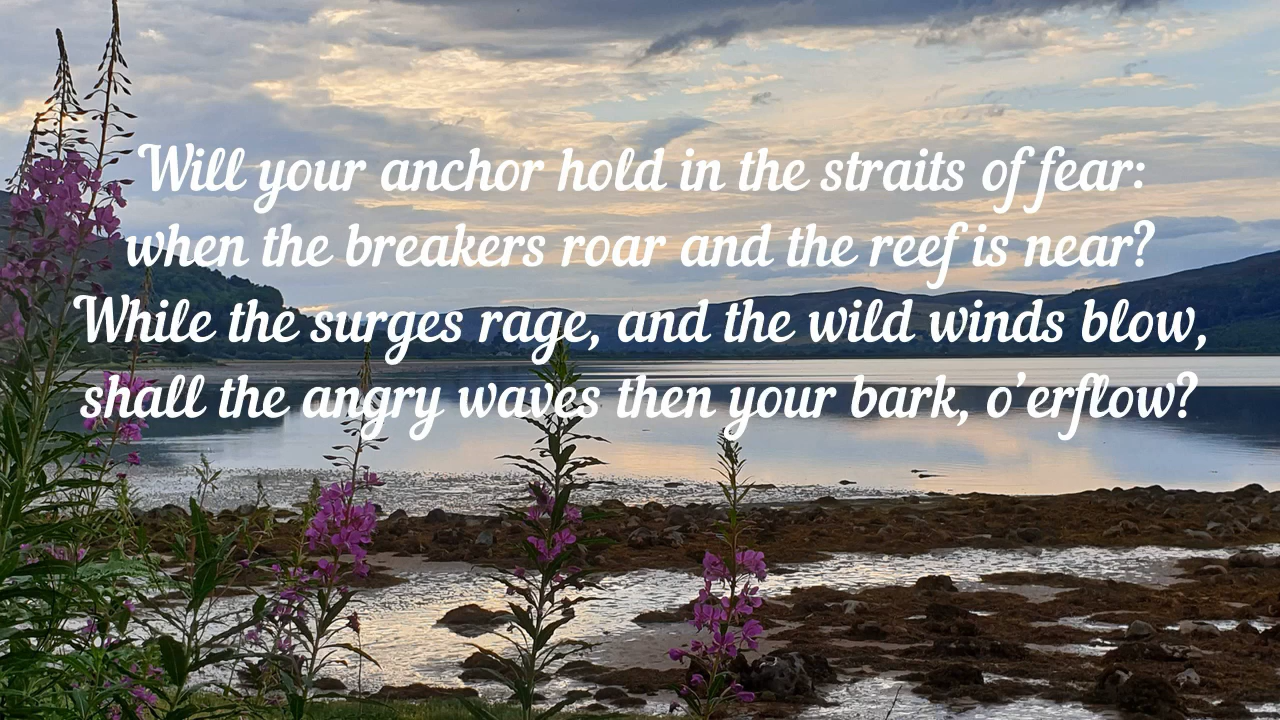 Will your anchor hold in the straits of fear:
when the breakers roar and the reef is near?
While the surges rage, and the wild winds blow,
shall the angry waves then your bark, o'erflow?